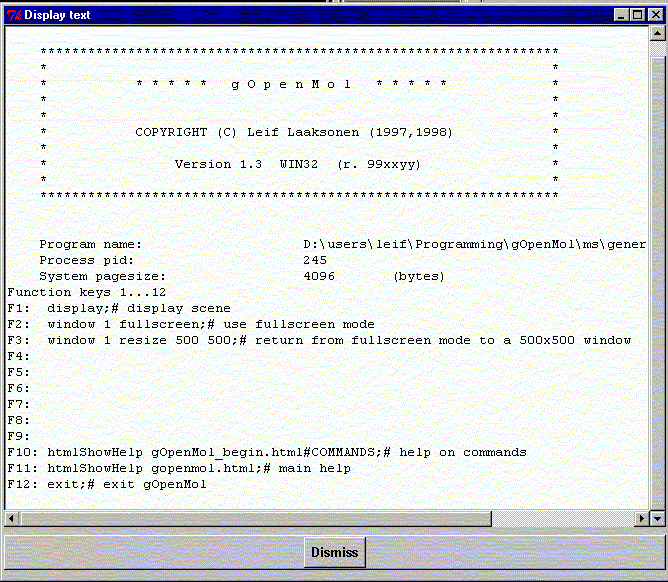 Display text
***************************************************************
* *
* * * * * * g O p e n M o l * * * * * *
* *
* *
* COPYRIGHT (C) Leif Laaksonen (1997,1998) *
* *
* Version 1.3 WIN32 (r. 99xxyy) *
* *
***************************************************************
Program name: D:\users\leif\Programming\gOpenMol\ms\gener
Process pid: 245
System pagesize: 4096 (bytes)
Function keys 1...12
F1: display;# display scene
F2: window 1 fullscreen;# use fullscreen mode
F3: window 1 resize 500 500;# return from fullscreen mode to a 500x500 window
F4:
F5:
F6:
F7:
F8:
F9:
F10: htmlShowHelp gOpenMol_begin.html#COMMANDS;# help on commands
F11: htmlShowHelp gopenmol.html;# main help
F12: exit;# exit gOpenMol
Dismiss